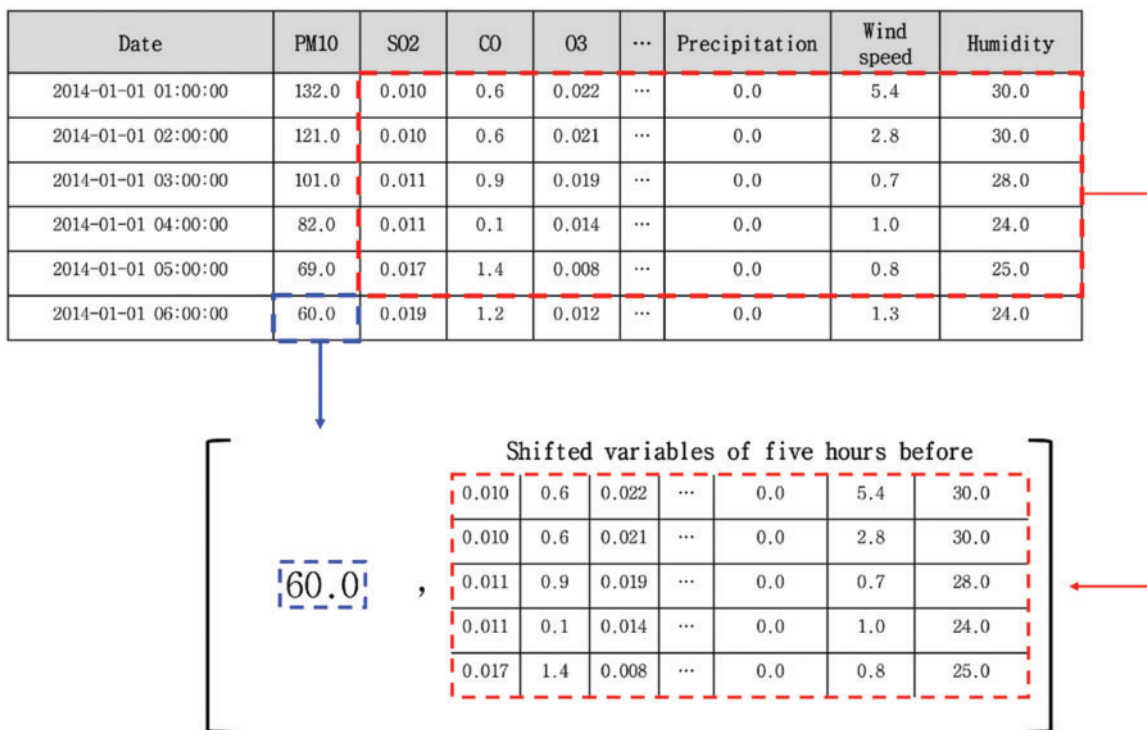 Date PM10 SO2 CO O3 ··· Precipitation Wind speed Humidity
2014-01-01 01:00:00 132.0 0.010 0.6 0.022 ··· 0.0 5.4 30.0
2014-01-01 02:00:00 121.0 0.010 0.6 0.021 ··· 0.0 2.8 30.0
2014-01-01 03:00:00 101.0 0.011 0.9 0.019 ··· 0.0 0.7 28.0
2014-01-01 04:00:00 82.0 0.011 0.1 0.014 ··· 0.0 1.0 24.0
2014-01-01 05:00:00 69.0 0.017 1.4 0.008 ··· 0.0 0.8 25.0
2014-01-01 06:00:00 60.0 0.019 1.2 0.012 ··· 0.0 1.3 24.0
Shifted variables of five hours before
0.010 0.6 0.022 ··· 0.0 5.4 30.0
0.010 0.6 0.021 ··· 0.0 2.8 30.0
60.0 , 0.011 0.9 0.019 ··· 0.0 0.7 28.0
0.011 0.1 0.014 ··· 0.0 1.0 24.0
0.017 1.4 0.008 ··· 0.0 0.8 25.0